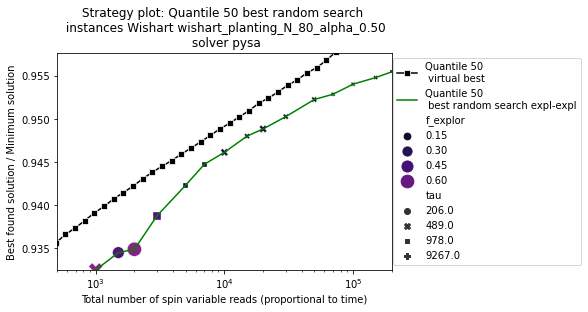 Strategy plot: Quantile 50 best random search
instances Wishart wishart_planting_N_80_alpha_0.50
solver pysa
Best found solution / Minimum solution
0.955
0.950
0.945
0.940
0.935
10³
10⁴
10⁵
Total number of spin variable reads (proportional to time)
Quantile 50
virtual best
Quantile 50
best random search expl-expl
f_explor
0.15
0.30
0.45
0.60
tau
206.0
489.0
978.0
9267.0